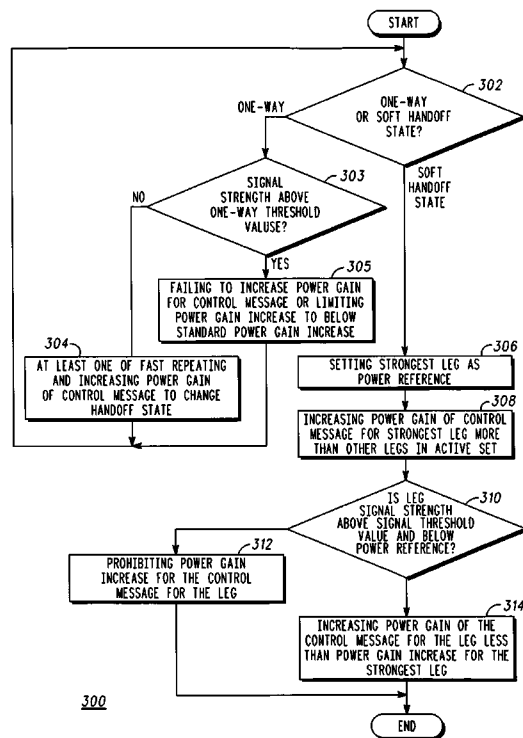 START
302
ONE-WAY
OR SOFT HANDOFF
STATE?
ONE-WAY
SOFT
HANDOFF
STATE
303
SIGNAL
STRENGTH ABOVE
ONE-WAY THRESHOLD
VALUSE?
NO
YES
305
FAILING TO INCREASE POWER GAIN
FOR CONTROL MESSAGE OR LIMITING
POWER GAIN INCREASE TO BELOW
STANDARD POWER GAIN INCREASE
304
AT LEAST ONE OF FAST REPEATING
AND INCREASING POWER GAIN
OF CONTROL MESSAGE TO CHANGE
HANDOFF STATE
306
SETTING STRONGEST LEG AS
POWER REFERENCE
308
INCREASING POWER GAIN OF CONTROL
MESSAGE FOR STRONGEST LEG MORE
THAN OTHER LEGS IN ACTIVE SET
310
IS LEG
SIGNAL STRENGTH
ABOVE SIGNAL THRESHOLD
VALUE AND BELOW
POWER REFERENCE?
312
PROHIBITING POWER GAIN
INCREASE FOR THE CONTROL
MESSAGE FOR THE LEG
314
INCREASING POWER GAIN OF THE
CONTROL MESSAGE FOR THE LEG LESS
THAN POWER GAIN INCREASE FOR THE
STRONGEST LEG
300
END